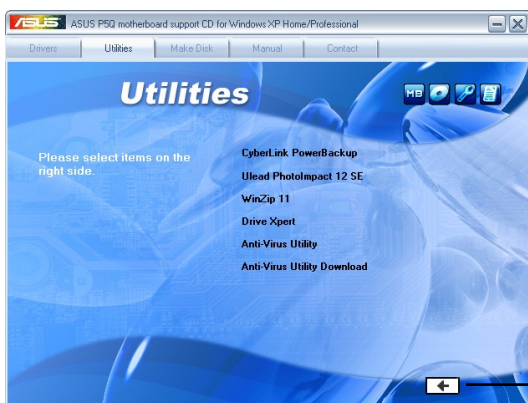 ASUS ASUS P5Q motherboard support CD for Windows XP Home/Professional
Drivers Utilities Make Disk Manual Contact
Utilities
MB
Please select items on the
right side.
CyberLink PowerBackup
Ulead PhotoImpact 12 SE
WinZip 11
Drive Xpert
Anti-Virus Utility
Anti-Virus Utility Download